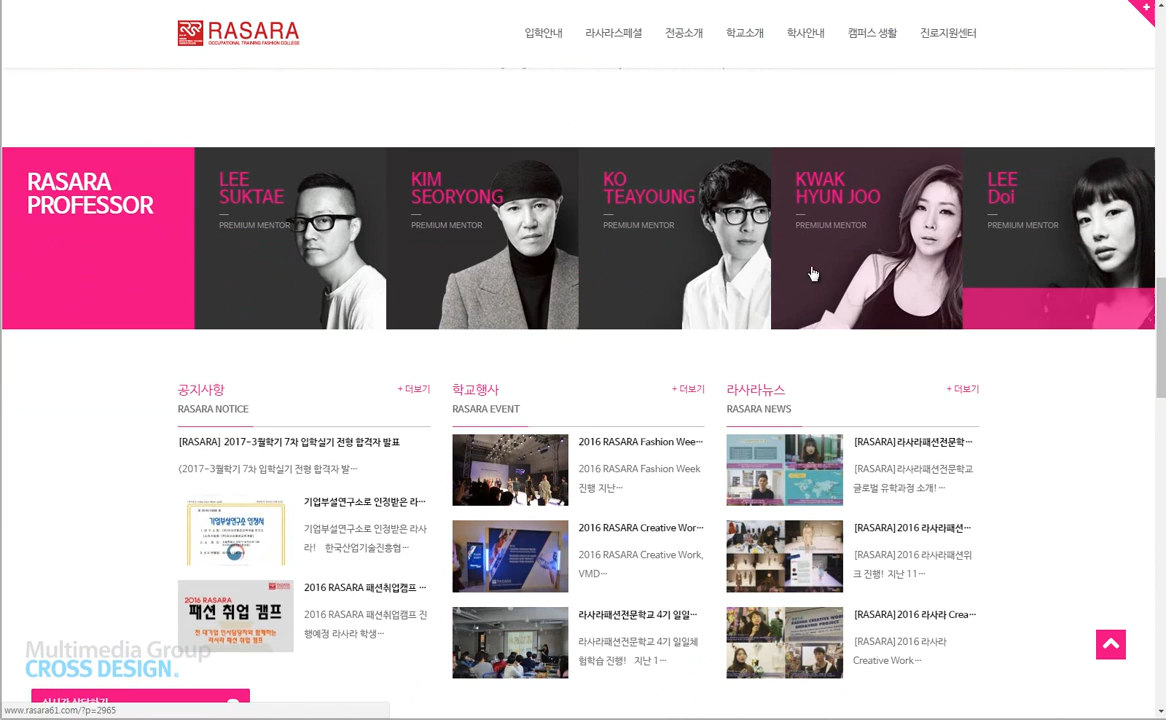 RASARA
OCCUPATIONAL TRAINING FASHION COLLEGE
입학안내 라사라스페셜 전공소개 학교소개 학사안내 캠퍼스 생활 진로지원센터
RASARA
PROFESSOR
LEE
SUKTAE
PREMIUM MENTOR
KIM
SEORYONG
PREMIUM MENTOR
KO
TEAYOUNG
PREMIUM MENTOR
KWAK
HYUN JOO
PREMIUM MENTOR
LEE
Doi
PREMIUM MENTOR
공지사항 + 더보기
RASARA NOTICE
[RASARA] 2017-3월학기 7차 입학실기 전형 합격자 발표
<2017-3월학기 7차 입학실기 전형 합격자 발…
기업부설연구소로 인정받은 라…
기업부설연구소로 인정받은 라사
라! 한국산업기술진흥협…
기업부설연구소 인정서
2016 RASARA 패션취업캠프 …
2016 RASARA 패션취업캠프 진
행예정 라사라 학생…
2016 RASARA
패션 취업 캠프
학교행사 + 더보기
RASARA EVENT
2016 RASARA Fashion Wee…
2016 RASARA Fashion Week
진행 지난…
2016 RASARA Creative Wor…
2016 RASARA Creative Work,
VMD…
라사라패션전문학교 4기 일일…
라사라패션전문학교 4기 일일체
험학습 진행! 지난 1…
라사라뉴스 + 더보기
RASARA NEWS
[RASARA]라사라패션전문학…
[RASARA]라사라패션전문학교
글로벌 유학과정 소개! …
[RASARA]2016 라사라패션…
[RASARA]2016 라사라패션위
크 진행! 지난 11…
[RASARA]2016 라사라 Crea…
[RASARA]2016 라사라
Creative Work…
Multimedia Group
CROSS DESIGN.
www.rasara61.com/?p=2965